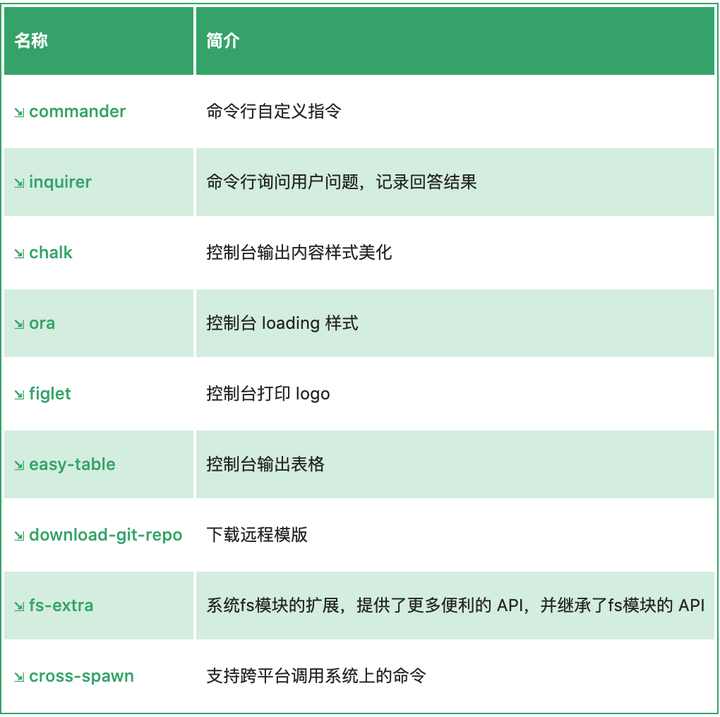 名称 简介
commander 命令行自定义指令
inquirer 命令行询问用户问题，记录回答结果
chalk 控制台输出内容样式美化
ora 控制台 loading 样式
figlet 控制台打印 logo
easy-table 控制台输出表格
download-git-repo 下载远程模版
fs-extra 系统fs模块的扩展，提供了更多便利的 API，并继承了fs模块的 API
cross-spawn 支持跨平台调用系统上的命令